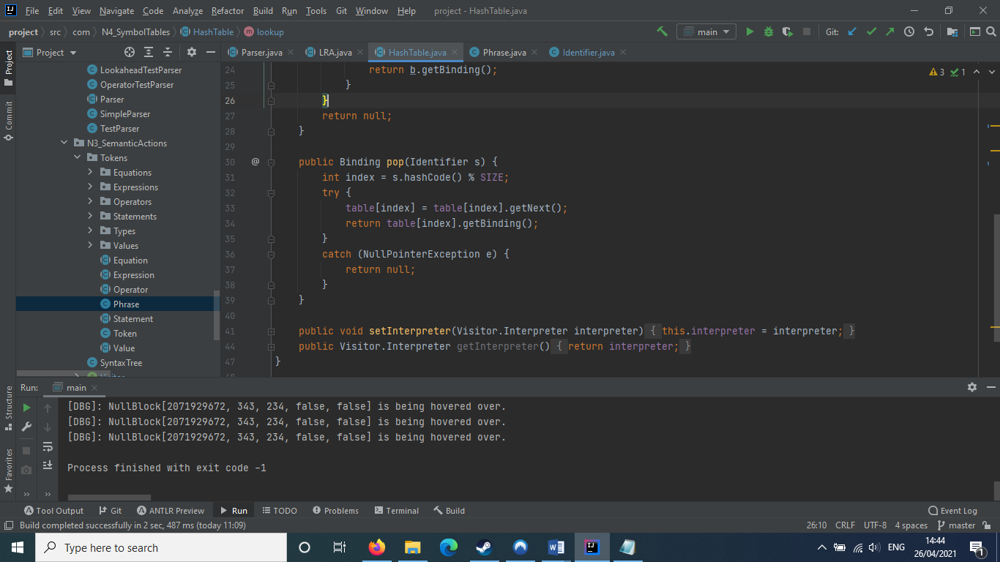 File Edit View Navigate Code Analyze Refactor Build Run Tools Git Window Help project - HashTable.java
project src com N4_SymbolTables HashTable lookup main Git:
Project Parser.java LRA.java HashTable.java Phrase.java Identifier.java
Project
Commit
Structure
Favorites
LookaheadTestParser
OperatorTestParser
Parser
SimpleParser
TestParser
N3_SemanticActions
Tokens
Equations
Expressions
Operators
Statements
Types
Values
Equation
Expression
Operator
Phrase
Statement
Token
Value
SyntaxTree
3 1
24 return b.getBinding();
25 }
26 }
27 return null;
28 }
29
30 @ public Binding pop(Identifier s) {
31 int index = s.hashCode() % SIZE;
32 try {
33 table[index] = table[index].getNext();
34 return table[index].getBinding();
35 }
36 catch (NullPointerException e) {
37 return null;
38 }
39 }
40
41 public void setInterpreter(Visitor.Interpreter interpreter) { this.interpreter = interpreter; }
44 public Visitor.Interpreter getInterpreter() { return interpreter; }
47 }
Run: main
[DBG]: NullBlock[2071929672, 343, 234, false, false] is being hovered over.
[DBG]: NullBlock[2071929672, 343, 234, false, false] is being hovered over.
[DBG]: NullBlock[2071929672, 343, 234, false, false] is being hovered over.
Process finished with exit code -1
Tool Output Git ANTLR Preview Run TODO Problems Terminal Build Event Log
Build completed successfully in 2 sec, 487 ms (today 11:09) 26:10 CRLF UTF-8 4 spaces master
Type here to search ENG 14:44
26/04/2021 1